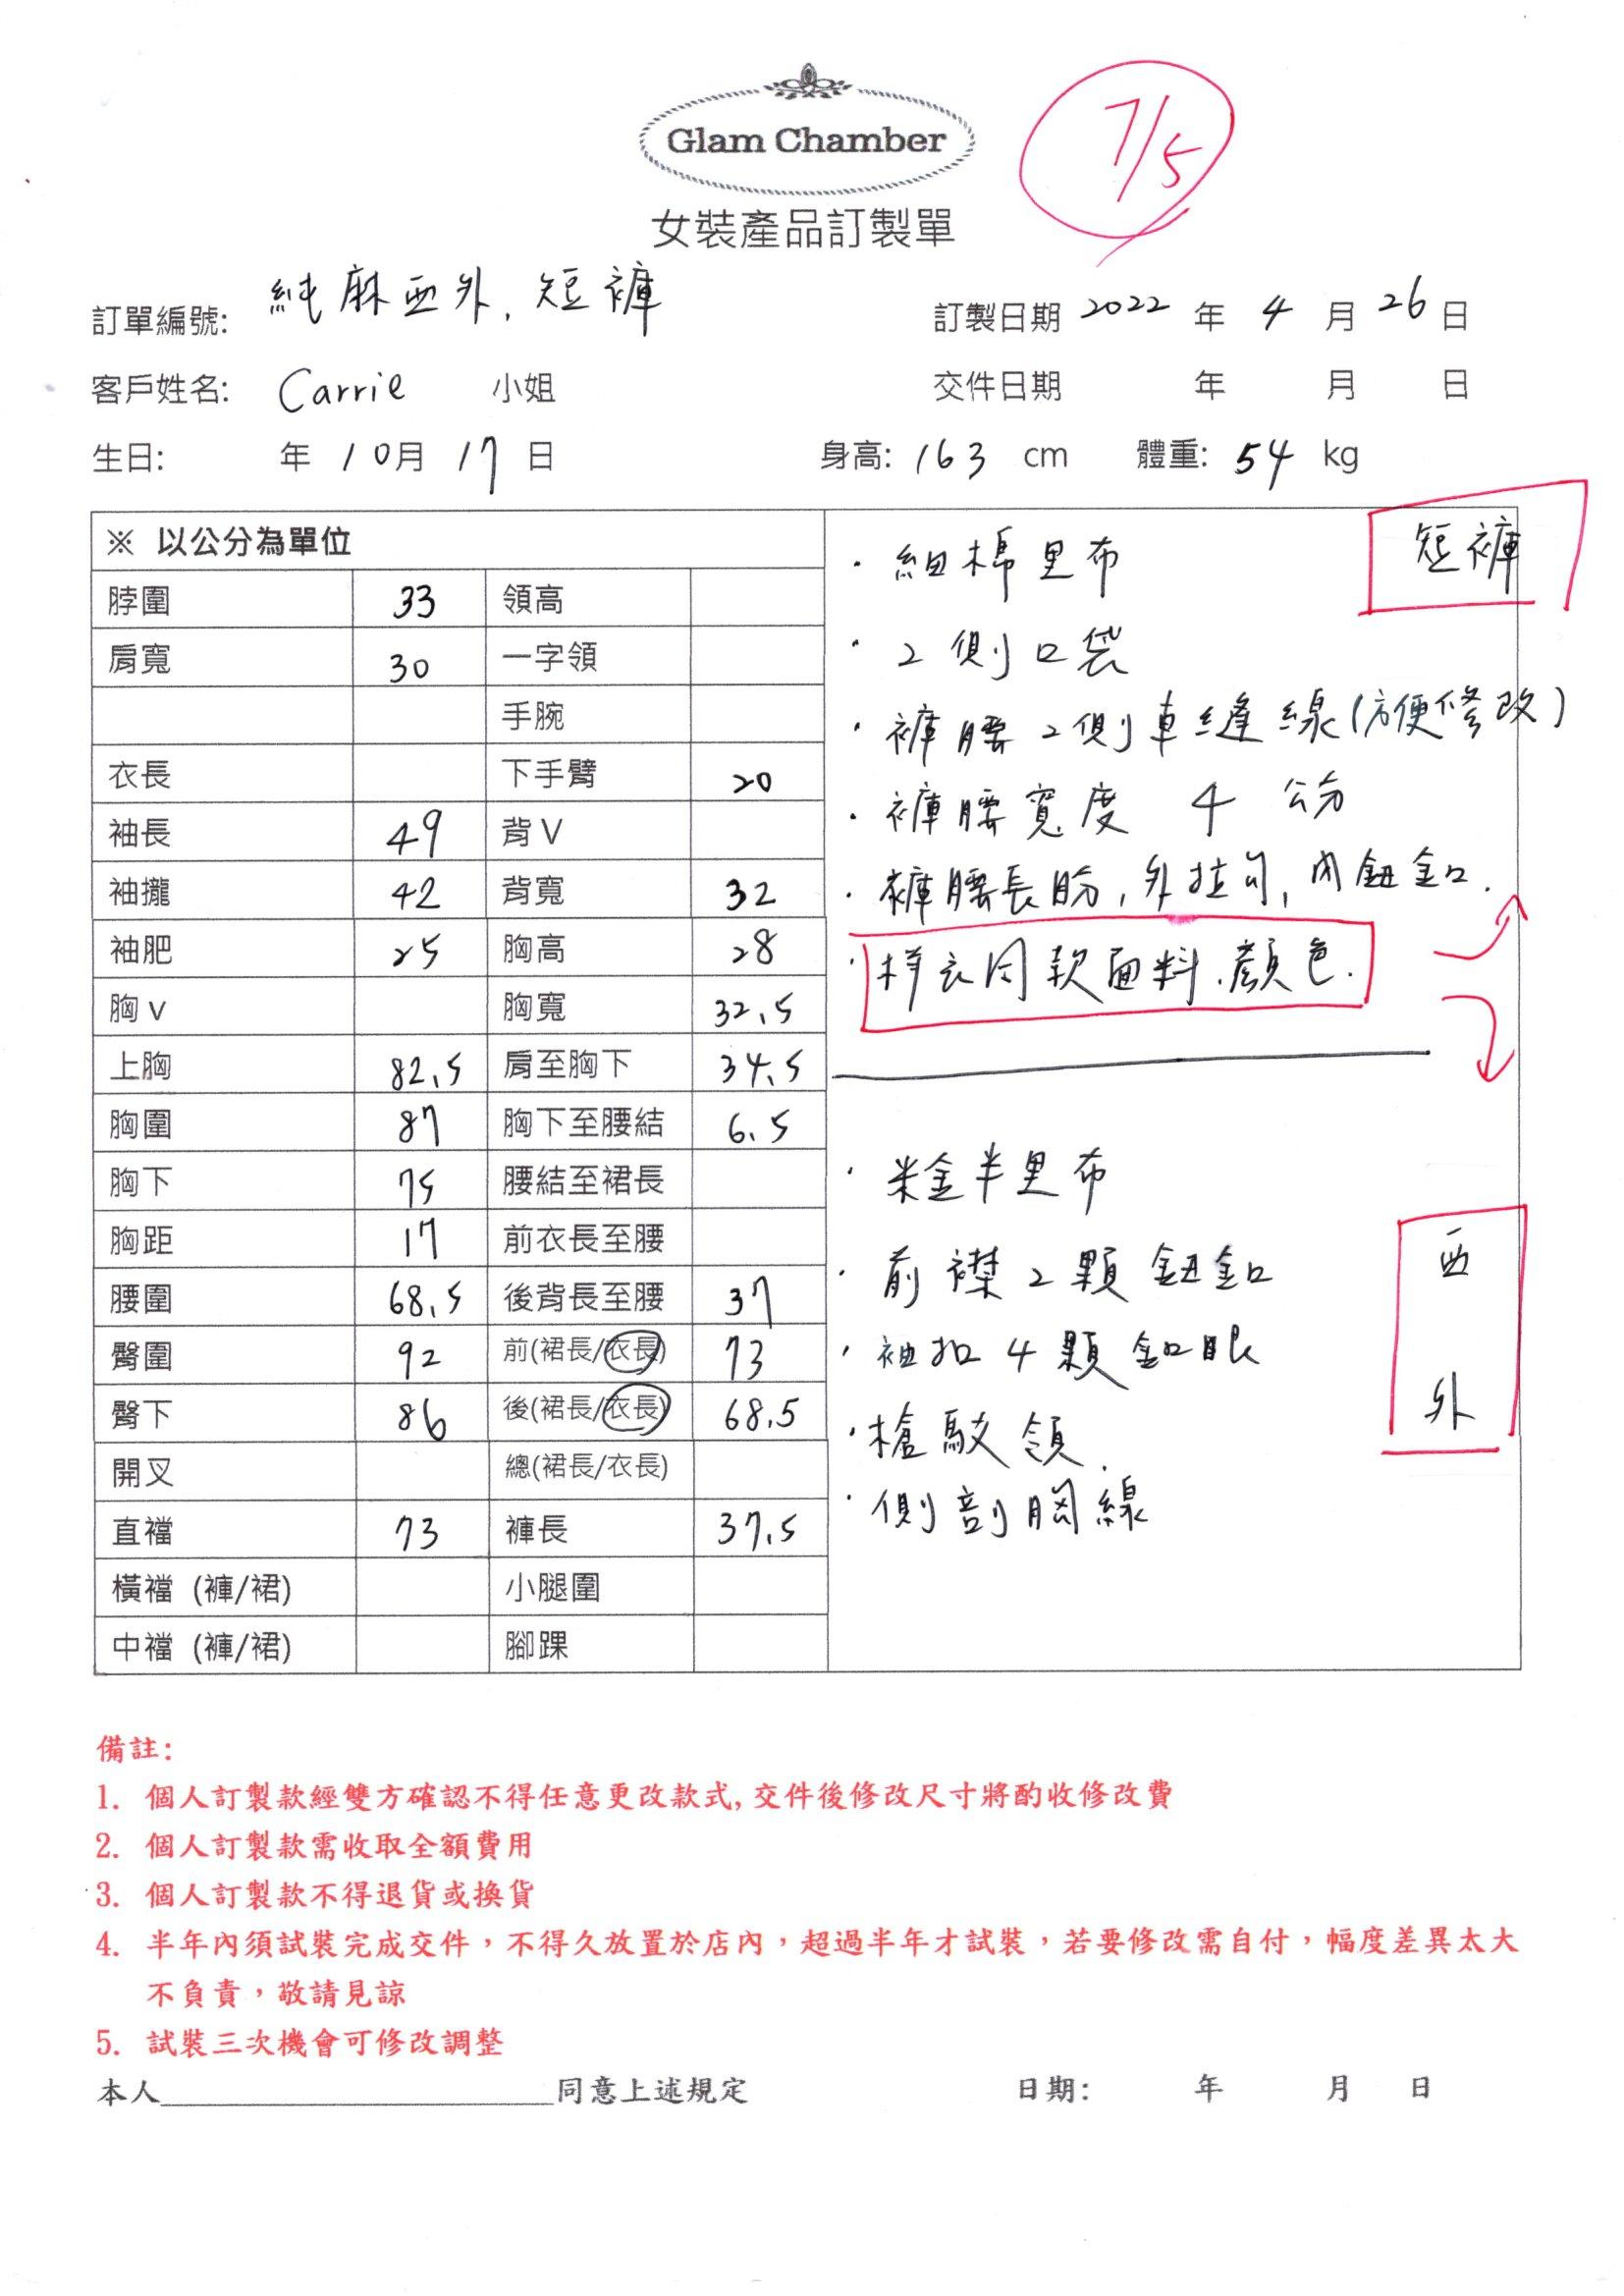 Glam Chamber
7/5
女裝產品訂製單
訂單編號: 純麻西外, 短褲
訂製日期 2022 年 4 月 26 日
客戶姓名: Carrie 小姐
交件日期 年 月 日
生日: 年 10月 17 日 身高: 163 cm 體重: 54 kg
※ 以公分為單位
脖圍 33 領高
肩寬 30 一字領
手腕
衣長 下手臂 20
袖長 49 背V
袖攏 42 背寬 32
袖肥 25 胸高 28
胸v 胸寬 32.5
上胸 82.5 肩至胸下 34.5
胸圍 87 胸下至腰結 6.5
胸下 75 腰結至裙長
胸距 17 前衣長至腰
腰圍 68.5 後背長至腰 37
臀圍 92 前(裙長/衣長) 73
臀下 86 後(裙長/衣長) 68.5
開叉 總(裙長/衣長)
直襠 73 褲長 37.5
橫襠 (褲/裙) 小腿圍
中襠 (褲/裙) 腳踝
短褲
· 細棉里布
· 2 側口袋
· 褲腰2側車縫線(方便修改)
· 褲腰寬度 4 公分
· 褲腰長肦, 外拉勾, 內鈕釦.
· 样衣同款面料.顏色.
西外
· 米金半里布
· 前襟2顆鈕釦
· 袖扣4顆釦眼
· 槍駁領.
· 側剖胸線
備註:
1. 個人訂製款經雙方確認不得任意更改款式, 交件後修改尺寸將酌收修改費
2. 個人訂製款需收取全額費用
3. 個人訂製款不得退貨或換貨
4. 半年內須試裝完成交件，不得久放置於店內，超過半年才試裝，若要修改需自付，幅度差異太大
不負責，敬請見諒
5. 試裝三次機會可修改調整
本人 同意上述規定 日期: 年 月 日